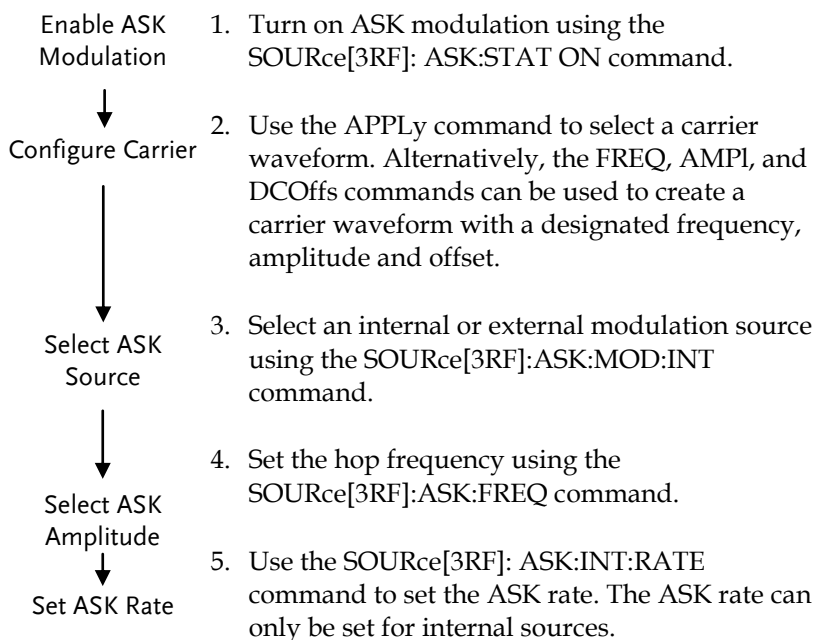 Enable ASK
Modulation
1. Turn on ASK modulation using the
SOURce[3RF]: ASK:STAT ON command.
Configure Carrier
2. Use the APPLy command to select a carrier
waveform. Alternatively, the FREQ, AMPl, and
DCOffs commands can be used to create a
carrier waveform with a designated frequency,
amplitude and offset.
Select ASK
Source
3. Select an internal or external modulation source
using the SOURce[3RF]:ASK:MOD:INT
command.
Select ASK
Amplitude
4. Set the hop frequency using the
SOURce[3RF]:ASK:FREQ command.
Set ASK Rate
5. Use the SOURce[3RF]: ASK:INT:RATE
command to set the ASK rate. The ASK rate can
only be set for internal sources.